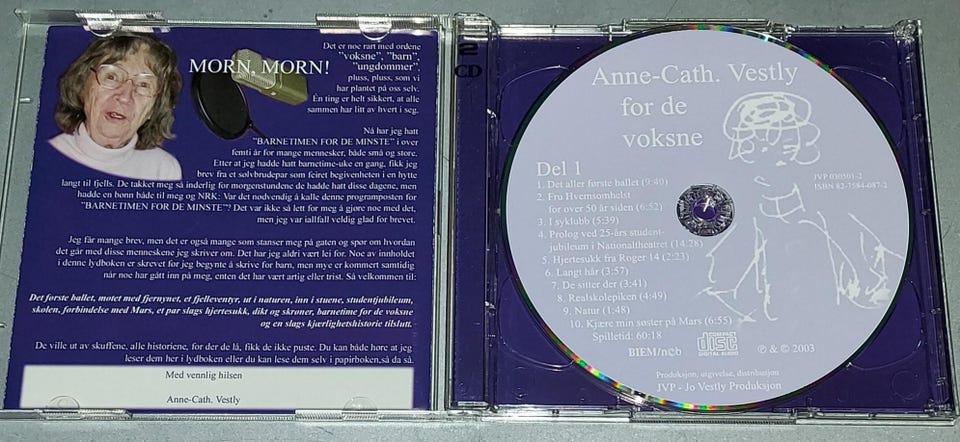 MORN, MORN!
Det er noe rart med ordene
"voksne", "barn",
"ungdommer",
pluss, pluss, som vi
har plantet på oss selv.
Én ting er helt sikkert, at alle
sammen har litt av hvert i seg.
Nå har jeg hatt
"BARNETIMEN FOR DE MINSTE" i over
femti år for mange mennesker, både små og store.
Etter at jeg hadde hatt barnetime-uke en gang, fikk jeg
brev fra et sølvbrudepar som feiret begivenheten i en hytte
langt til fjells. De takket meg så inderlig for morgenstundene de hadde hatt disse dagene, men
hadde en bønn både til meg og NRK: Var det nødvendig å kalle denne programposten for
"BARNETIMEN FOR DE MINSTE"? Det var ikke så lett for meg å gjøre noe med det,
men jeg var iallfall veldig glad for brevet.
Jeg får mange brev, men det er også mange som stanser meg på gaten og spør om hvordan
det går med disse menneskene jeg skriver om. Det har jeg aldri vært lei for. Noe av innholdet
i denne lydboken er skrevet før jeg begynte å skrive for barn, men mye er kommet samtidig
når noe har gått inn på meg, enten det har vært artig eller trist. Så velkommen til:
Det første ballet, møtet med fjernynet, et fjelleventyr, ut i naturen, inn i stuene, studentjubileum,
skolen, forbindelse med Mars, et par slags hjertesukk, dikt og skrøner, barnetime for de voksne
og en slags kjærlighetshistorie tilslutt.
De ville ut av skuffene, alle historiene, for der de lå, fikk de ikke puste. Du kan både høre at jeg
leser dem her i lydboken eller du kan lese dem selv i papirboken,så da så.
Med vennlig hilsen
Anne-Cath. Vestly
2
CD
Anne-Cath. Vestly
for de
voksne
Del 1
1. Det aller første ballet (9:40)
2. Fru Hvemsomhelst
for over 50 år siden (6:52)
3. I syklubb (5:39)
4. Prolog ved 25-års student-
jubileum i Nationaltheatret (14:28)
5. Hjertesukk fra Roger 14 (2:23)
6. Langt hår (3:57)
7. De sitter der (3:41)
8. Realskolepiken (4:49)
9. Natur (1:48)
10. Kjære min søster på Mars (6:55)
Spilletid: 60:18
JVP 030501-2
ISBN 82-7584-087-2
BIEM/n©b
COMPACT
disc
DIGITAL AUDIO
℗ & © 2003
Produksjon, utgivelse, distribusjon
JVP - Jo Vestly Produksjon